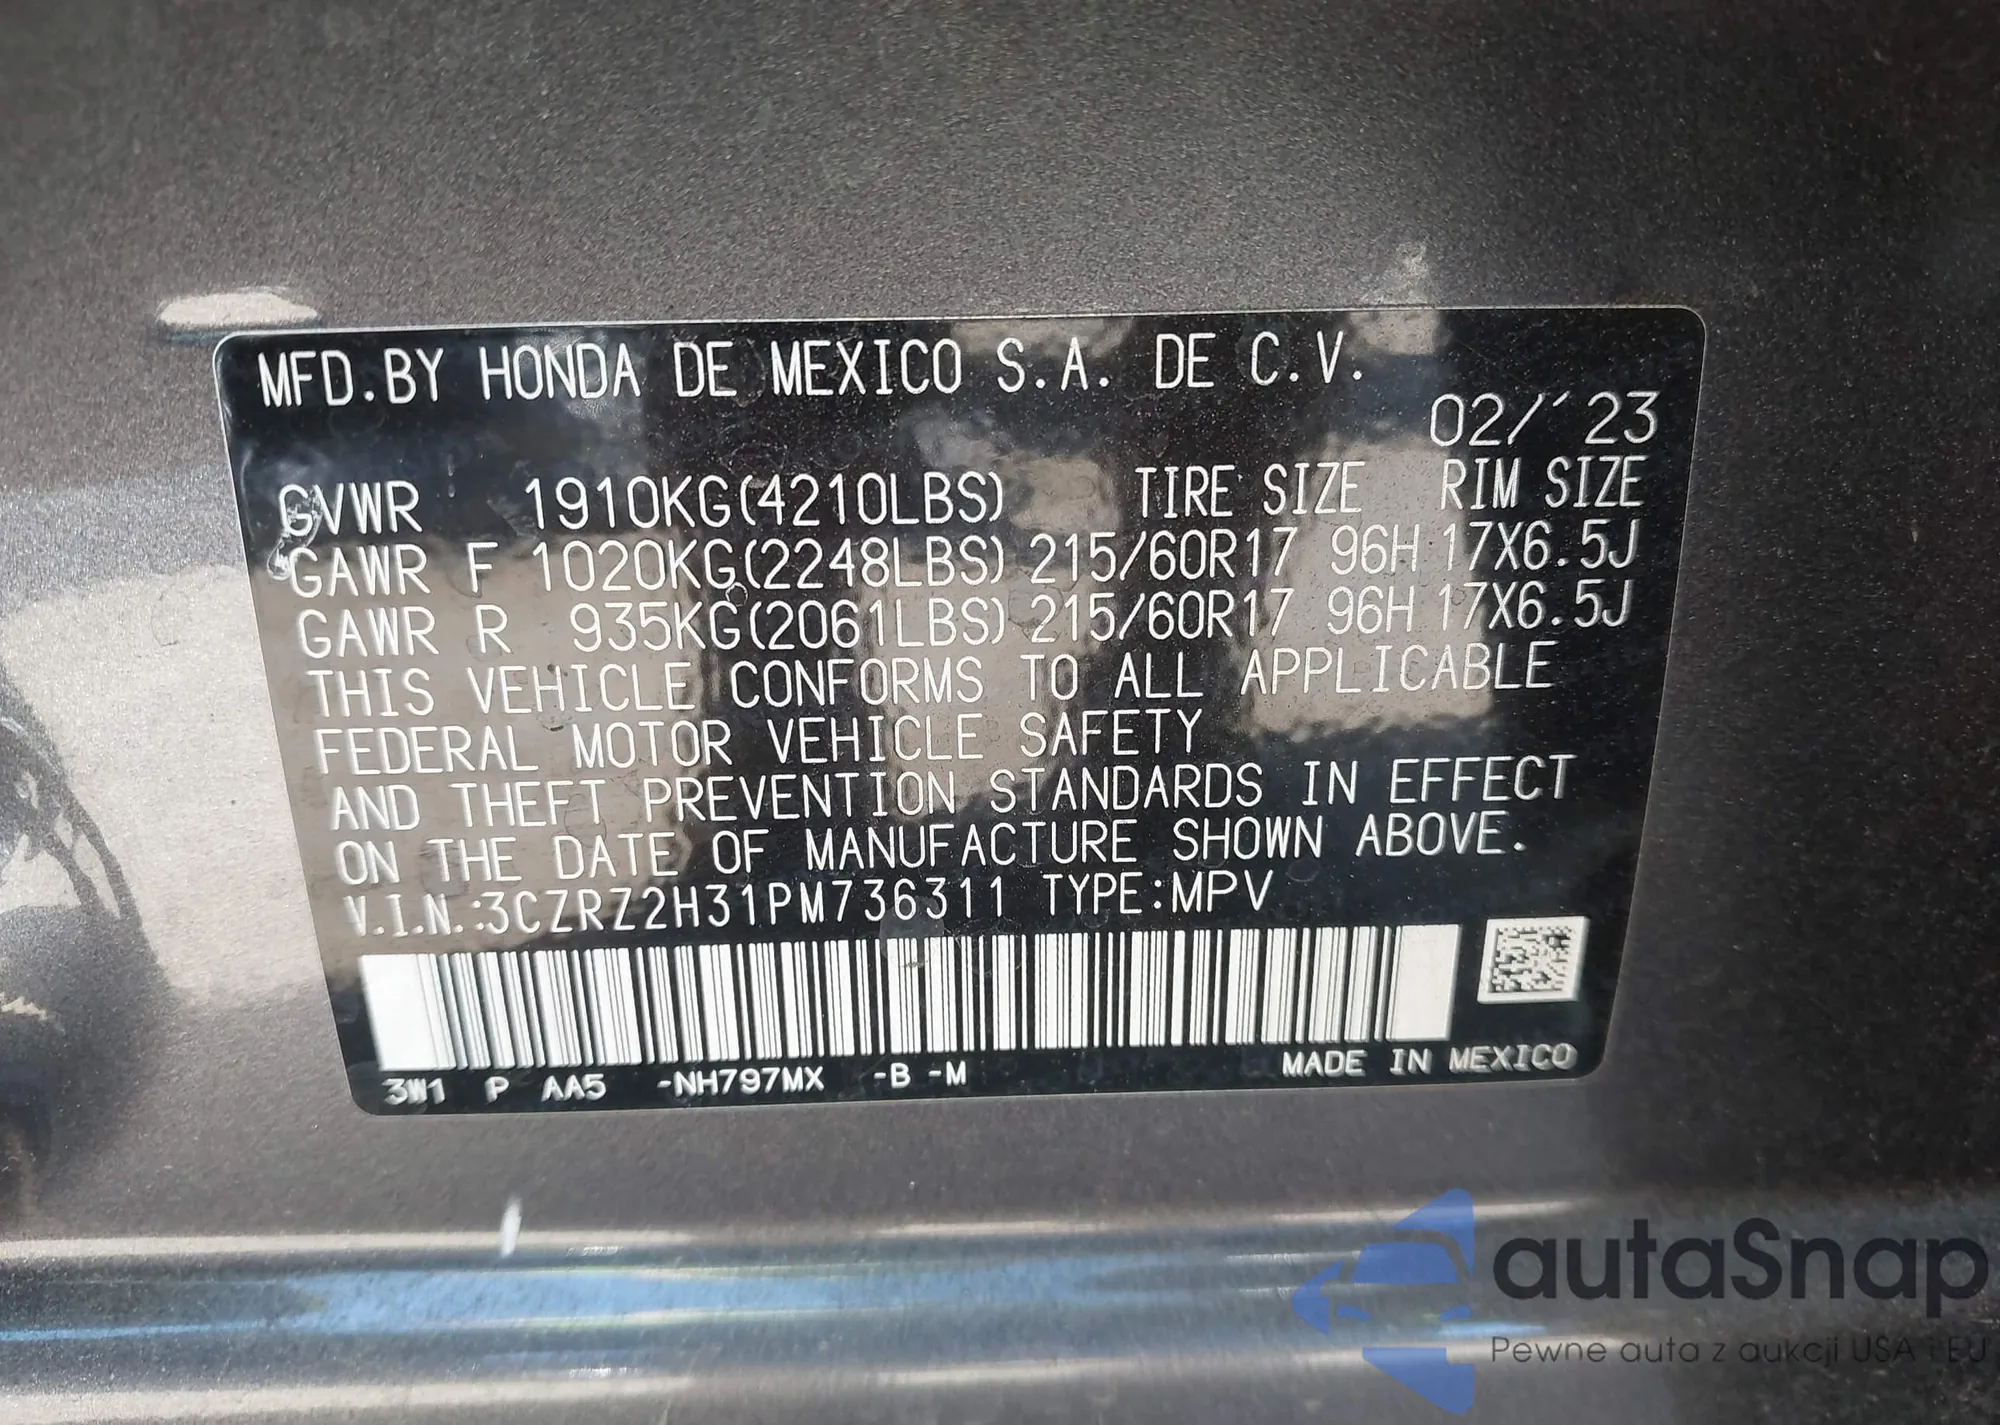 MFD.BY HONDA DE MEXICO S.A. DE C.V.
02/´23
GVWR 1910KG(4210LBS) TIRE SIZE RIM SIZE
GAWR F 1020KG(2248LBS) 215/60R17 96H 17X6.5J
GAWR R 935KG(2061LBS) 215/60R17 96H 17X6.5J
THIS VEHICLE CONFORMS TO ALL APPLICABLE
FEDERAL MOTOR VEHICLE SAFETY
AND THEFT PREVENTION STANDARDS IN EFFECT
ON THE DATE OF MANUFACTURE SHOWN ABOVE.
V.I.N.:3CZRZ2H31PM736311 TYPE:MPV
3W1 P AA5 -NH797MX -B -M MADE IN MEXICO
autaSnap
Pewne auta z aukcji USA i EU